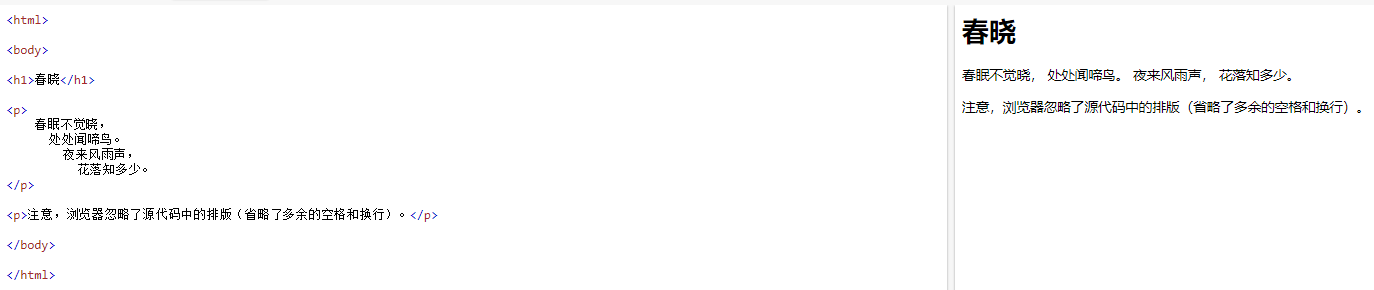 <html>
<body>
<h1>春晓</h1>
<p>
春眠不觉晓，
处处闻啼鸟。
夜来风雨声，
花落知多少。
</p>
<p>注意，浏览器忽略了源代码中的排版（省略了多余的空格和换行）。</p>
</body>
</html>
春晓
春眠不觉晓， 处处闻啼鸟。 夜来风雨声， 花落知多少。
注意，浏览器忽略了源代码中的排版（省略了多余的空格和换行）。